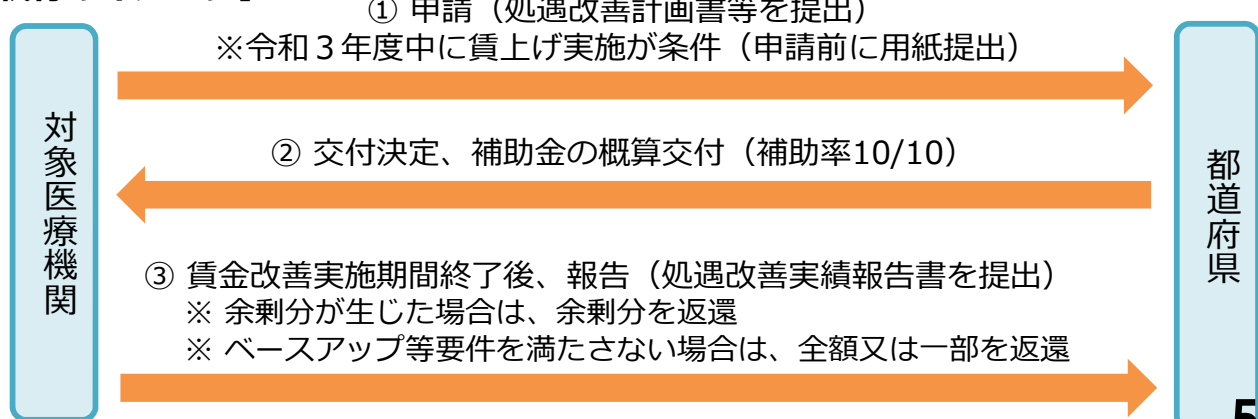 ① 申請（処遇改善計画書等を提出）
※令和３年度中に賃上げ実施が条件（申請前に用紙提出）
対象医療機関
② 交付決定、補助金の概算交付（補助率10/10）
都道府県
③ 賃金改善実施期間終了後、報告（処遇改善実績報告書を提出）
※ 余剰分が生じた場合は、余剰分を返還
※ ベースアップ等要件を満たさない場合は、全額又は一部を返還
5